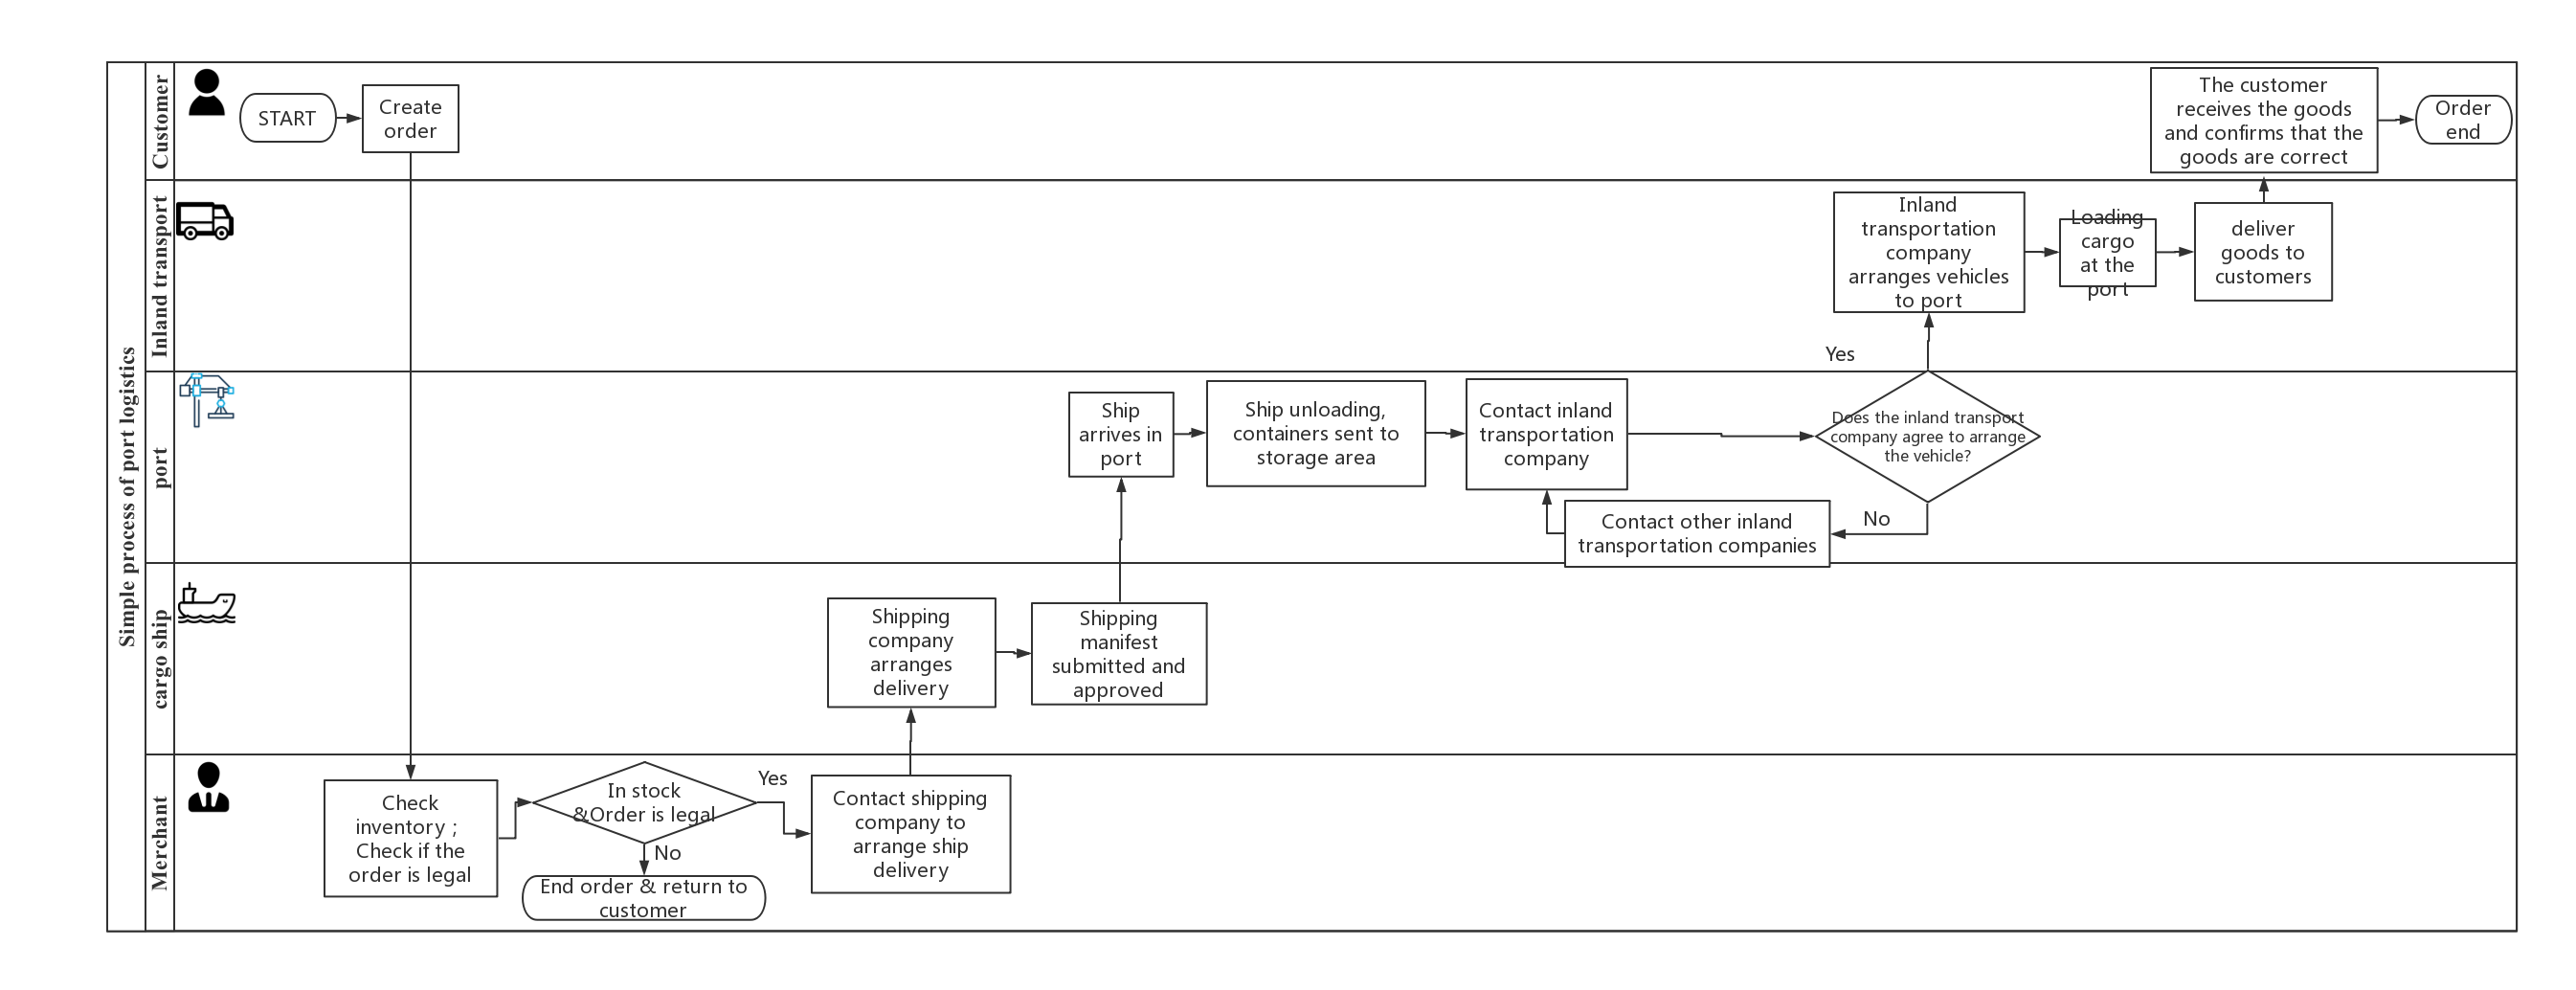 Simple process of port logistics
Customer
START
Create
order
The customer
receives the goods
and confirms that the
goods are correct
Order
end
Inland transport
Inland
transportation
company
arranges vehicles
to port
Loading
cargo
at the
port
deliver
goods to
customers
Yes
port
Ship
arrives in
port
Ship unloading,
containers sent to
storage area
Contact inland
transportation
company
Does the inland transport
company agree to arrange
the vehicle?
No
Contact other inland
transportation companies
cargo ship
Shipping
company
arranges
delivery
Shipping
manifest
submitted and
approved
Merchant
Check
inventory ;
Check if the
order is legal
In stock
&Order is legal
Yes
No
End order & return to
customer
Contact shipping
company to
arrange ship
delivery